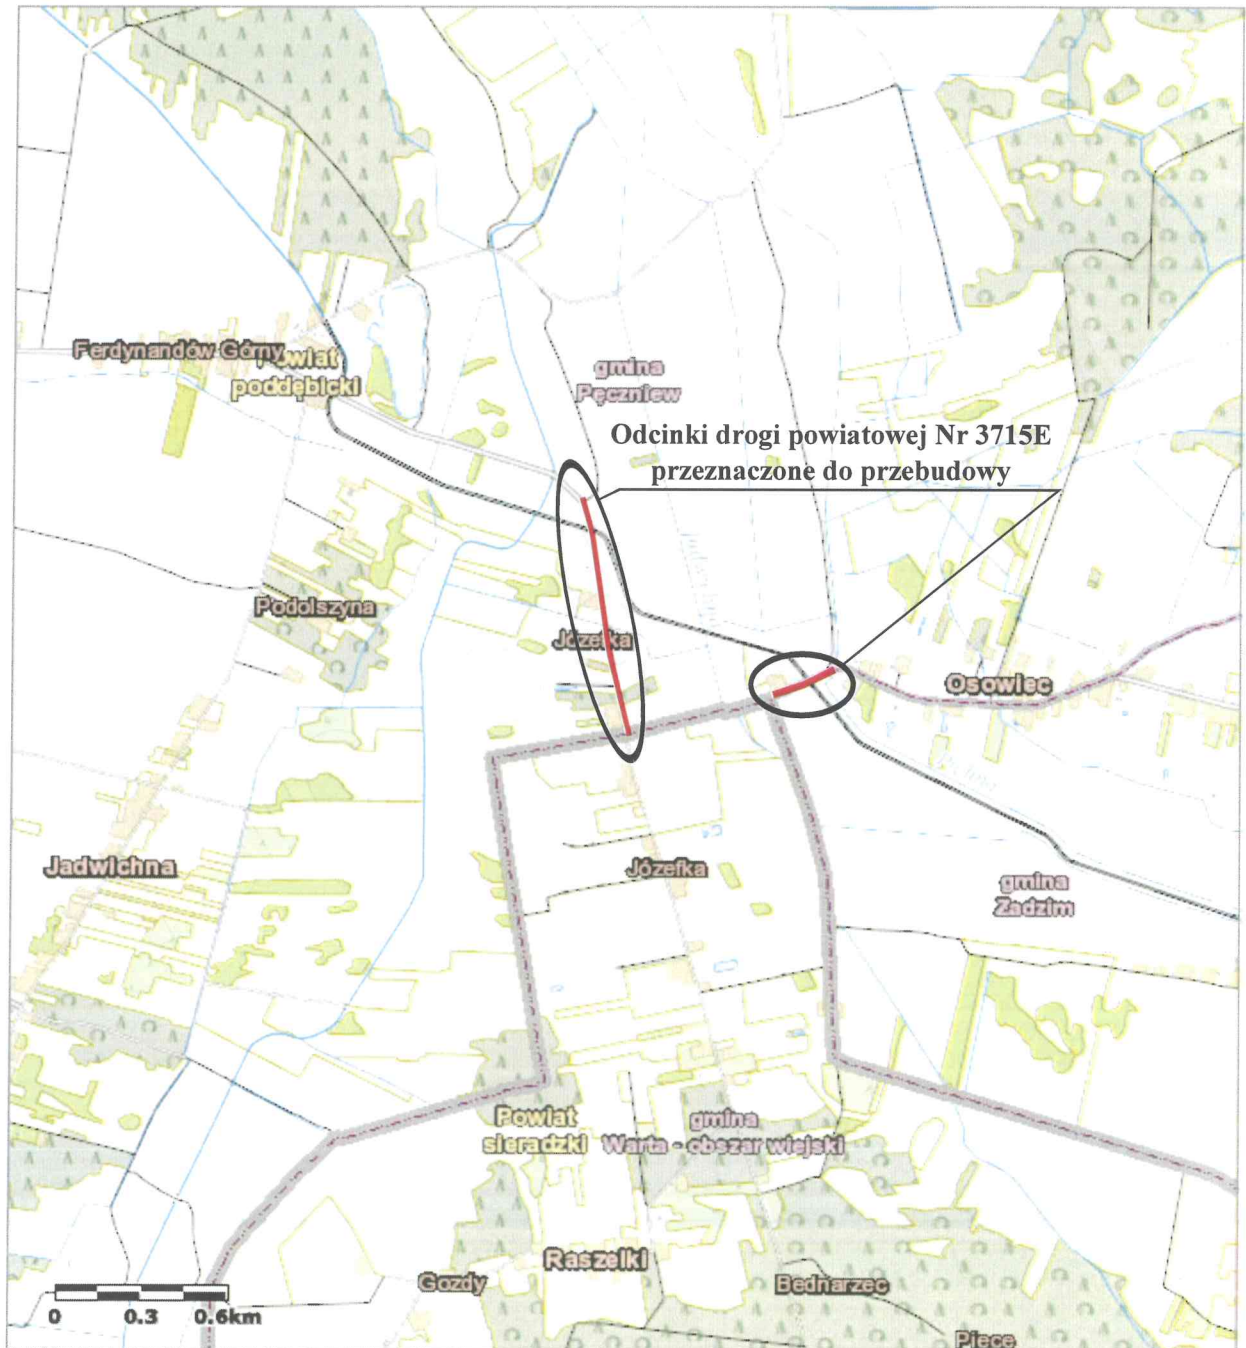 Ferdynandów Górny
Powiat
poddębicki
gmina
Pęczniew
Odcinki drogi powiatowej Nr 3715E
przeznaczone do przebudowy
Podolszyna
Józefka
Osowiec
Jadwichna
Józefka
gmina
Zadzim
Powiat
sieradzki
gmina
Warta - obszar wiejski
Raszelki
Gozdy
Bednarzec
Piece
0 0.3 0.6km